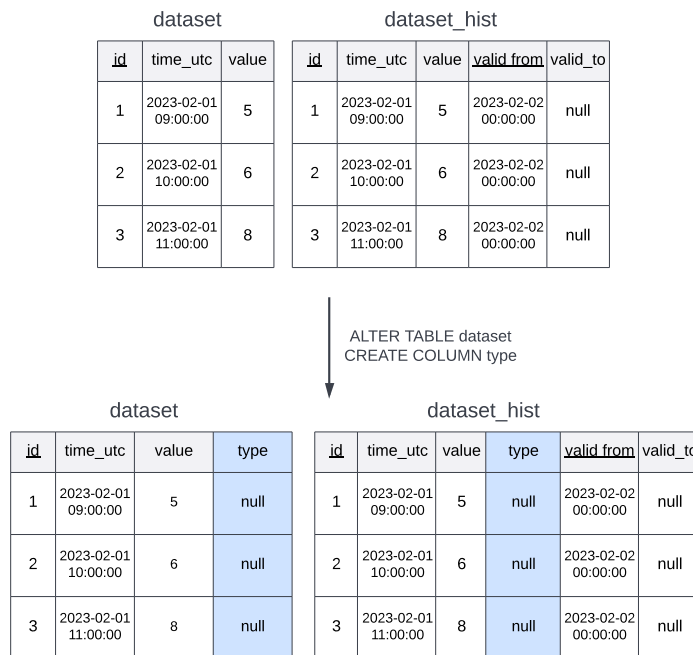 dataset dataset_hist
id time_utc value id time_utc value valid from valid_to
1 2023-02-01 09:00:00 5 1 2023-02-01 09:00:00 5 2023-02-02 00:00:00 null
2 2023-02-01 10:00:00 6 2 2023-02-01 10:00:00 6 2023-02-02 00:00:00 null
3 2023-02-01 11:00:00 8 3 2023-02-01 11:00:00 8 2023-02-02 00:00:00 null
ALTER TABLE dataset
CREATE COLUMN type
dataset dataset_hist
id time_utc value type id time_utc value type valid from valid_to
1 2023-02-01 09:00:00 5 null 1 2023-02-01 09:00:00 5 null 2023-02-02 00:00:00 null
2 2023-02-01 10:00:00 6 null 2 2023-02-01 10:00:00 6 null 2023-02-02 00:00:00 null
3 2023-02-01 11:00:00 8 null 3 2023-02-01 11:00:00 8 null 2023-02-02 00:00:00 null